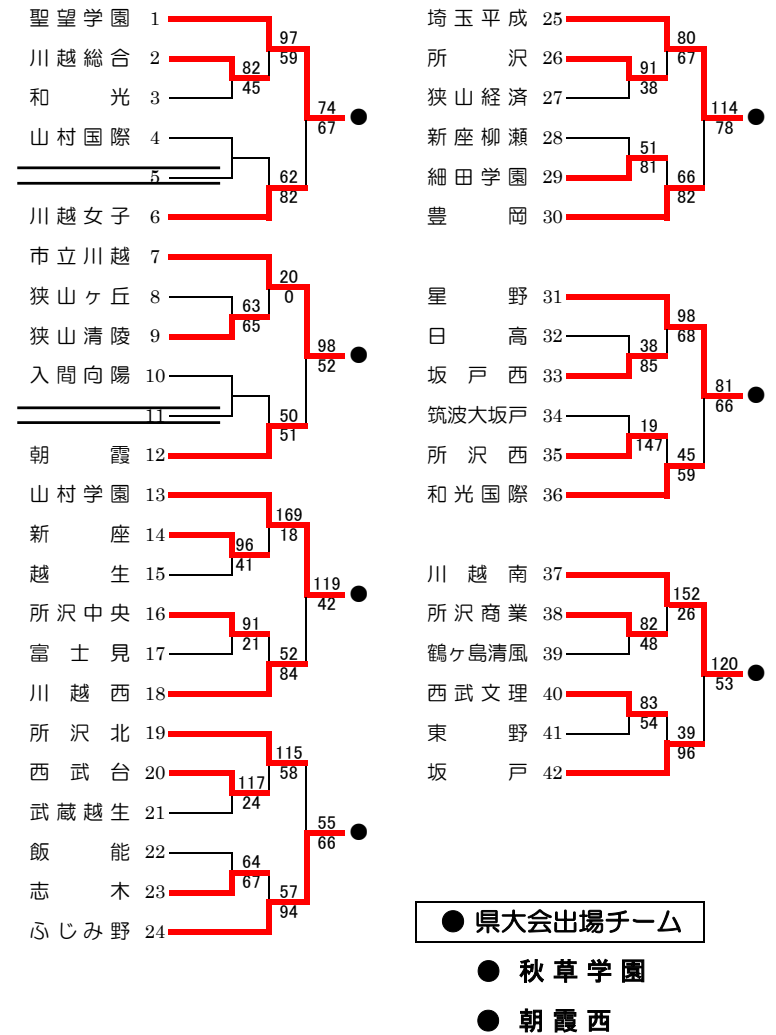 聖望学園 1
97
59
川越総合 2
82
45
和光 3
74
67 ●
山村国際 4
5
62
82
川越女子 6
市立川越 7
20
0
狭山ヶ丘 8
63
65
狭山清陵 9
98
52 ●
入間向陽 10
11
50
51
朝霞 12
山村学園 13
169
18
新座 14
96
41
越生 15
119
42 ●
所沢中央 16
91
21
富士見 17
52
84
川越西 18
所沢北 19
115
58
西武台 20
117
24
武蔵越生 21
55
66 ●
飯能 22
64
67
志木 23
57
94
ふじみ野 24
埼玉平成 25
80
67
所沢 26
91
38
狭山経済 27
114
78 ●
新座柳瀬 28
51
81
細田学園 29
66
82
豊岡 30
星野 31
98
68
日高 32
38
85
坂戸西 33
81
66 ●
筑波大坂戸 34
19
147
所沢西 35
45
59
和光国際 36
川越南 37
152
26
所沢商業 38
82
48
鶴ヶ島清風 39
120
53 ●
西武文理 40
83
54
東野 41
39
96
坂戸 42
● 県大会出場チーム
● 秋草学園
● 朝霞西